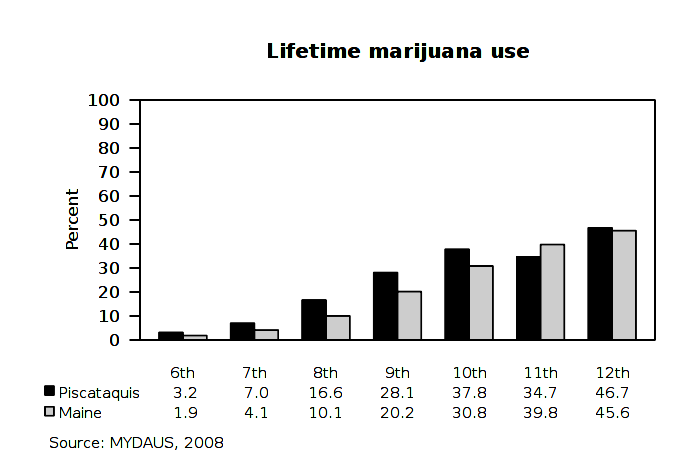 Lifetime marijuana use
100
90
80
70
60
50
40
30
20
10
0
Percent
6th 7th 8th 9th 10th 11th 12th
Piscataquis 3.2 7.0 16.6 28.1 37.8 34.7 46.7
Maine 1.9 4.1 10.1 20.2 30.8 39.8 45.6
Source: MYDAUS, 2008